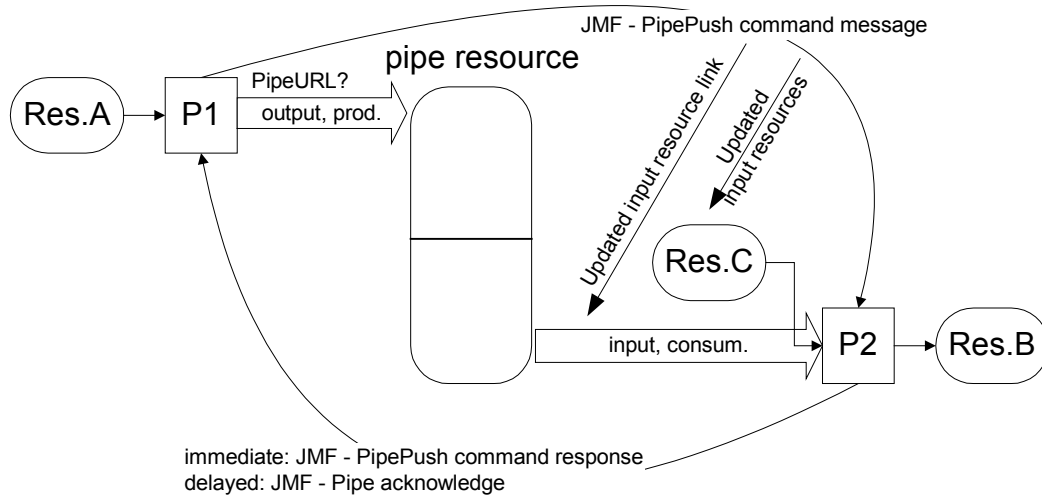 JMF - PipePush command message
pipe resource
PipeURL?
Res.A
P1
output, prod.
Updated input resource link
Updated
input resources
Res.C
input, consum.
P2
Res.B
immediate: JMF - PipePush command response
delayed: JMF - Pipe acknowledge